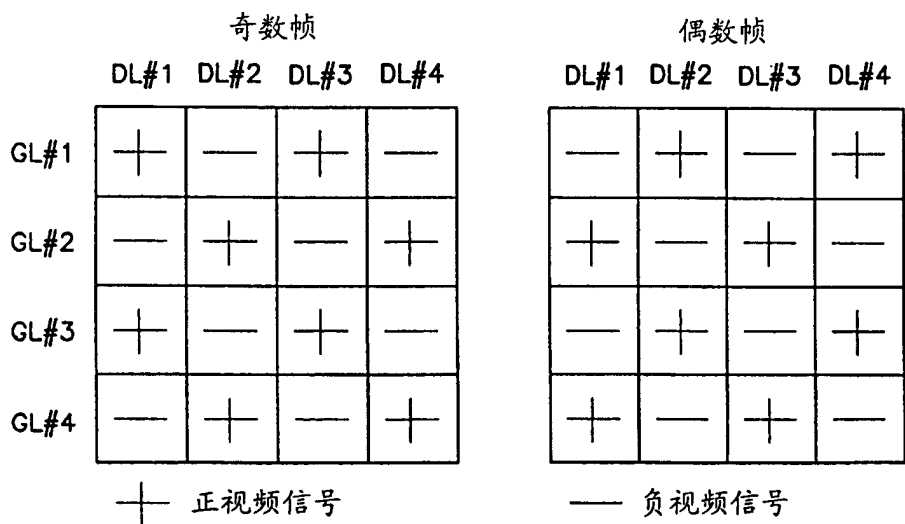 奇数帧 偶数帧
DL#1 DL#2 DL#3 DL#4 DL#1 DL#2 DL#3 DL#4
GL#1 + — + — — + — +
GL#2 — + — + + — + —
GL#3 + — + — — + — +
GL#4 — + — + + — + —
+ 正视频信号 — 负视频信号